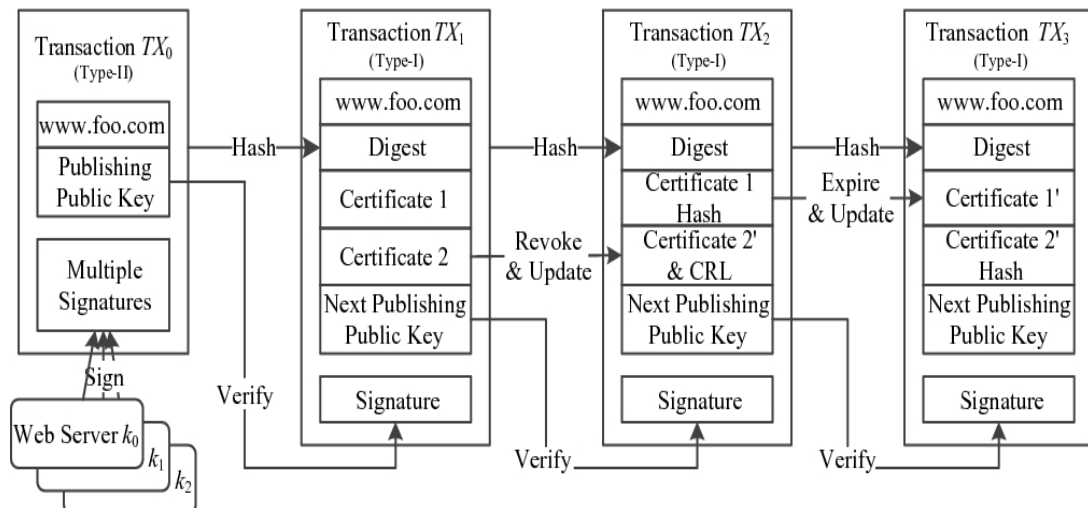 Transaction TX0
(Type-II)
www.foo.com
Publishing
Public Key
Multiple
Signatures
Sign
Web Server k0
k1
k2
Hash
Verify
Transaction TX1
(Type-I)
www.foo.com
Digest
Certificate 1
Certificate 2
Next Publishing
Public Key
Signature
Hash
Revoke
& Update
Verify
Transaction TX2
(Type-I)
www.foo.com
Digest
Certificate 1
Hash
Certificate 2'
& CRL
Next Publishing
Public Key
Signature
Hash
Expire
& Update
Verify
Transaction TX3
(Type-I)
www.foo.com
Digest
Certificate 1'
Certificate 2'
Hash
Next Publishing
Public Key
Signature